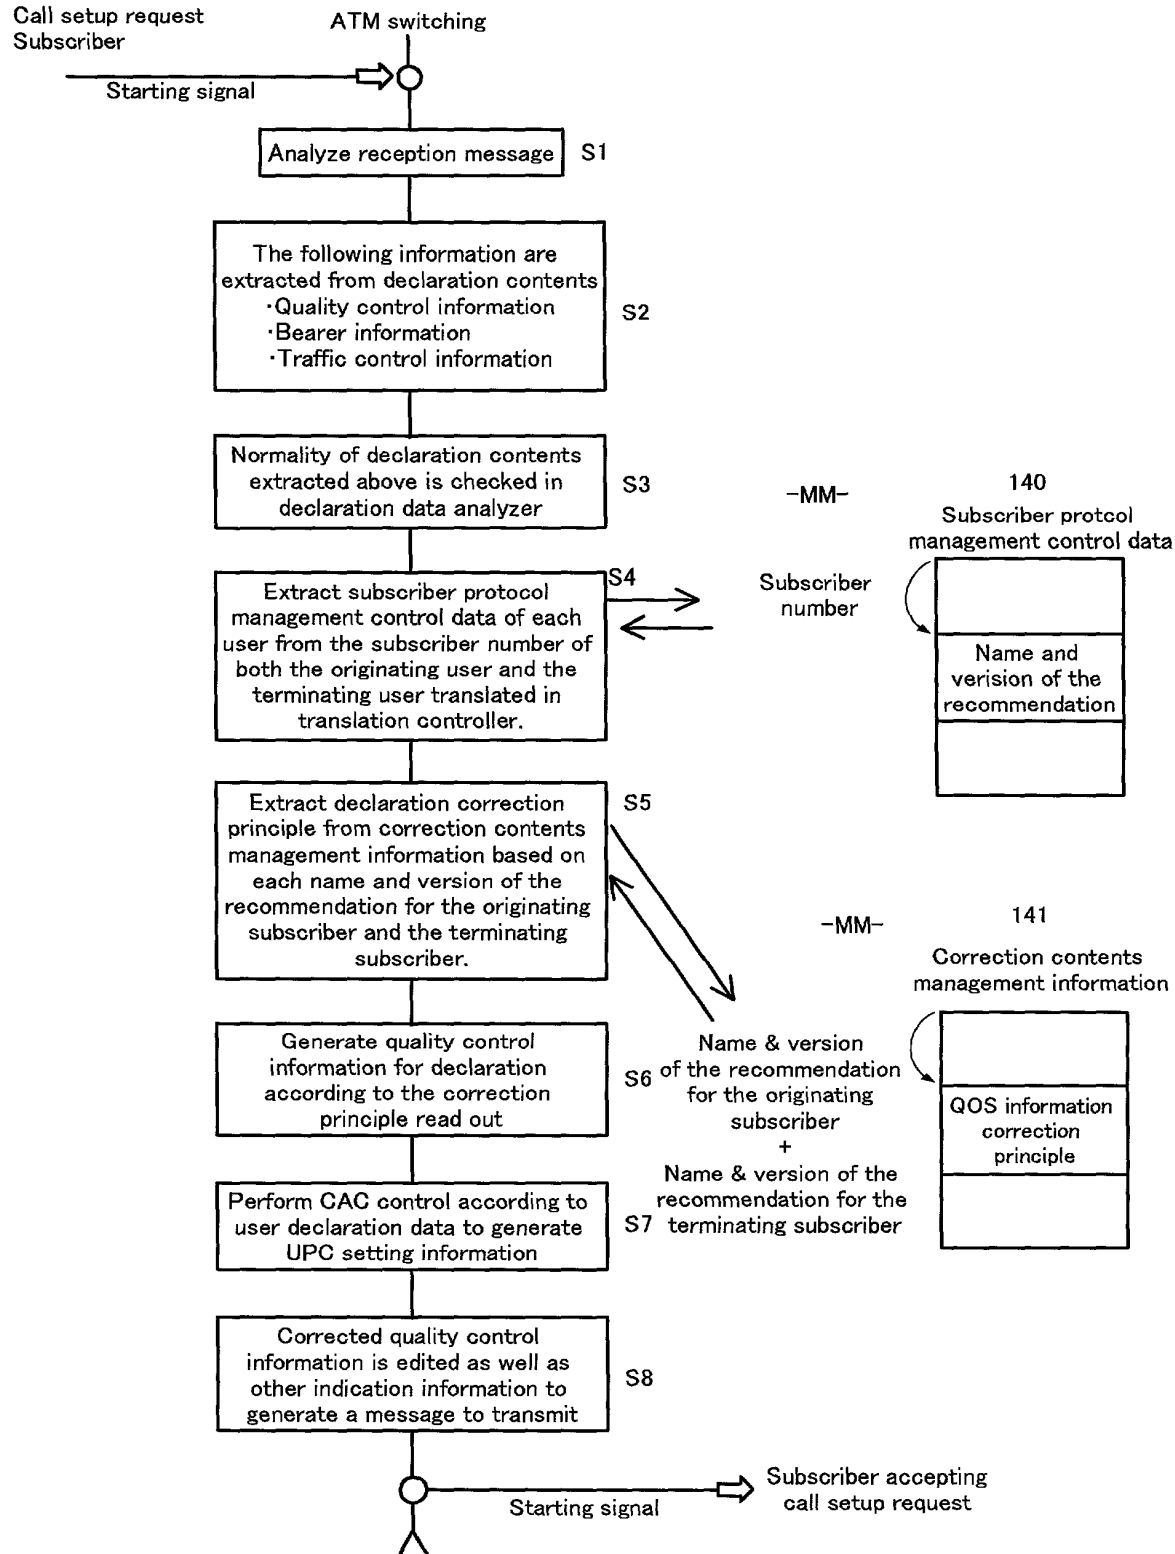 Call setup request
Subscriber
ATM switching
Starting signal
Analyze reception message
S1
The following information are
extracted from declaration contents
·Quality control information
·Bearer information
·Traffic control information
S2
Normality of declaration contents
extracted above is checked in
declaration data analyzer
S3
-MM-
140
Subscriber protcol
management control data
S4
Extract subscriber protocol
management control data of each
user from the subscriber number of
both the originating user and the
terminating user translated in
translation controller.
Subscriber
number
Name and
verision of the
recommendation
Extract declaration correction
principle from correction contents
management information based on
each name and version of the
recommendation for the originating
subscriber and the terminating
subscriber.
S5
-MM-
141
Correction contents
management information
Generate quality control
information for declaration
according to the correction
principle read out
S6
Name & version
of the recommendation
for the originating
subscriber
+
Name & version of the
recommendation for the
terminating subscriber
QOS information
correction
principle
Perform CAC control according to
user declaration data to generate
UPC setting information
S7
Corrected quality control
information is edited as well as
other indication information to
generate a message to transmit
S8
Starting signal
Subscriber accepting
call setup request